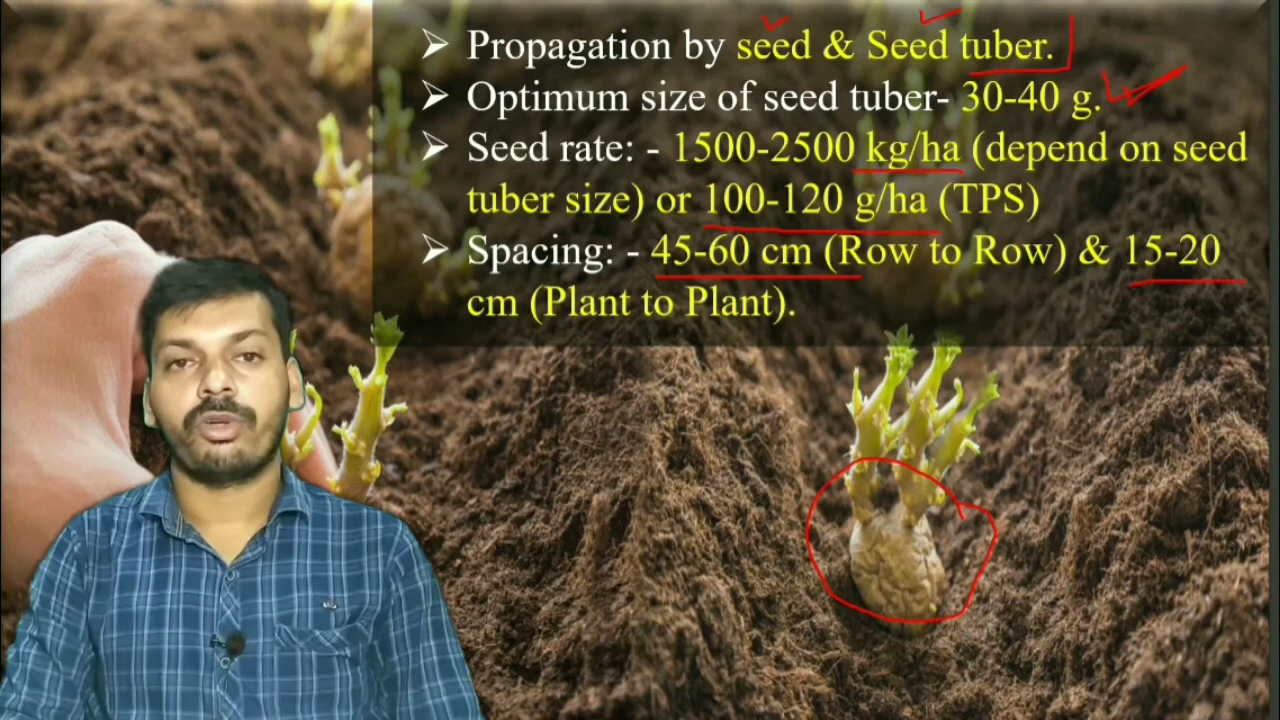 ➢ Propagation by seed & Seed tuber.
➢ Optimum size of seed tuber- 30-40 g.
➢ Seed rate: - 1500-2500 kg/ha (depend on seed
tuber size) or 100-120 g/ha (TPS)
➢ Spacing: - 45-60 cm (Row to Row) & 15-20
cm (Plant to Plant).